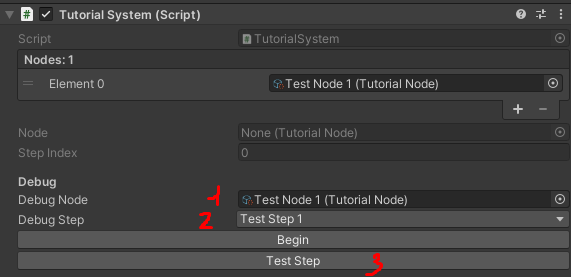 Tutorial System (Script)
Script TutorialSystem
Nodes: 1
Element 0 Test Node 1 (Tutorial Node)
+ −
Node None (Tutorial Node)
Step Index 0
Debug
Debug Node 1 Test Node 1 (Tutorial Node)
Debug Step 2 Test Step 1
Begin
Test Step 3